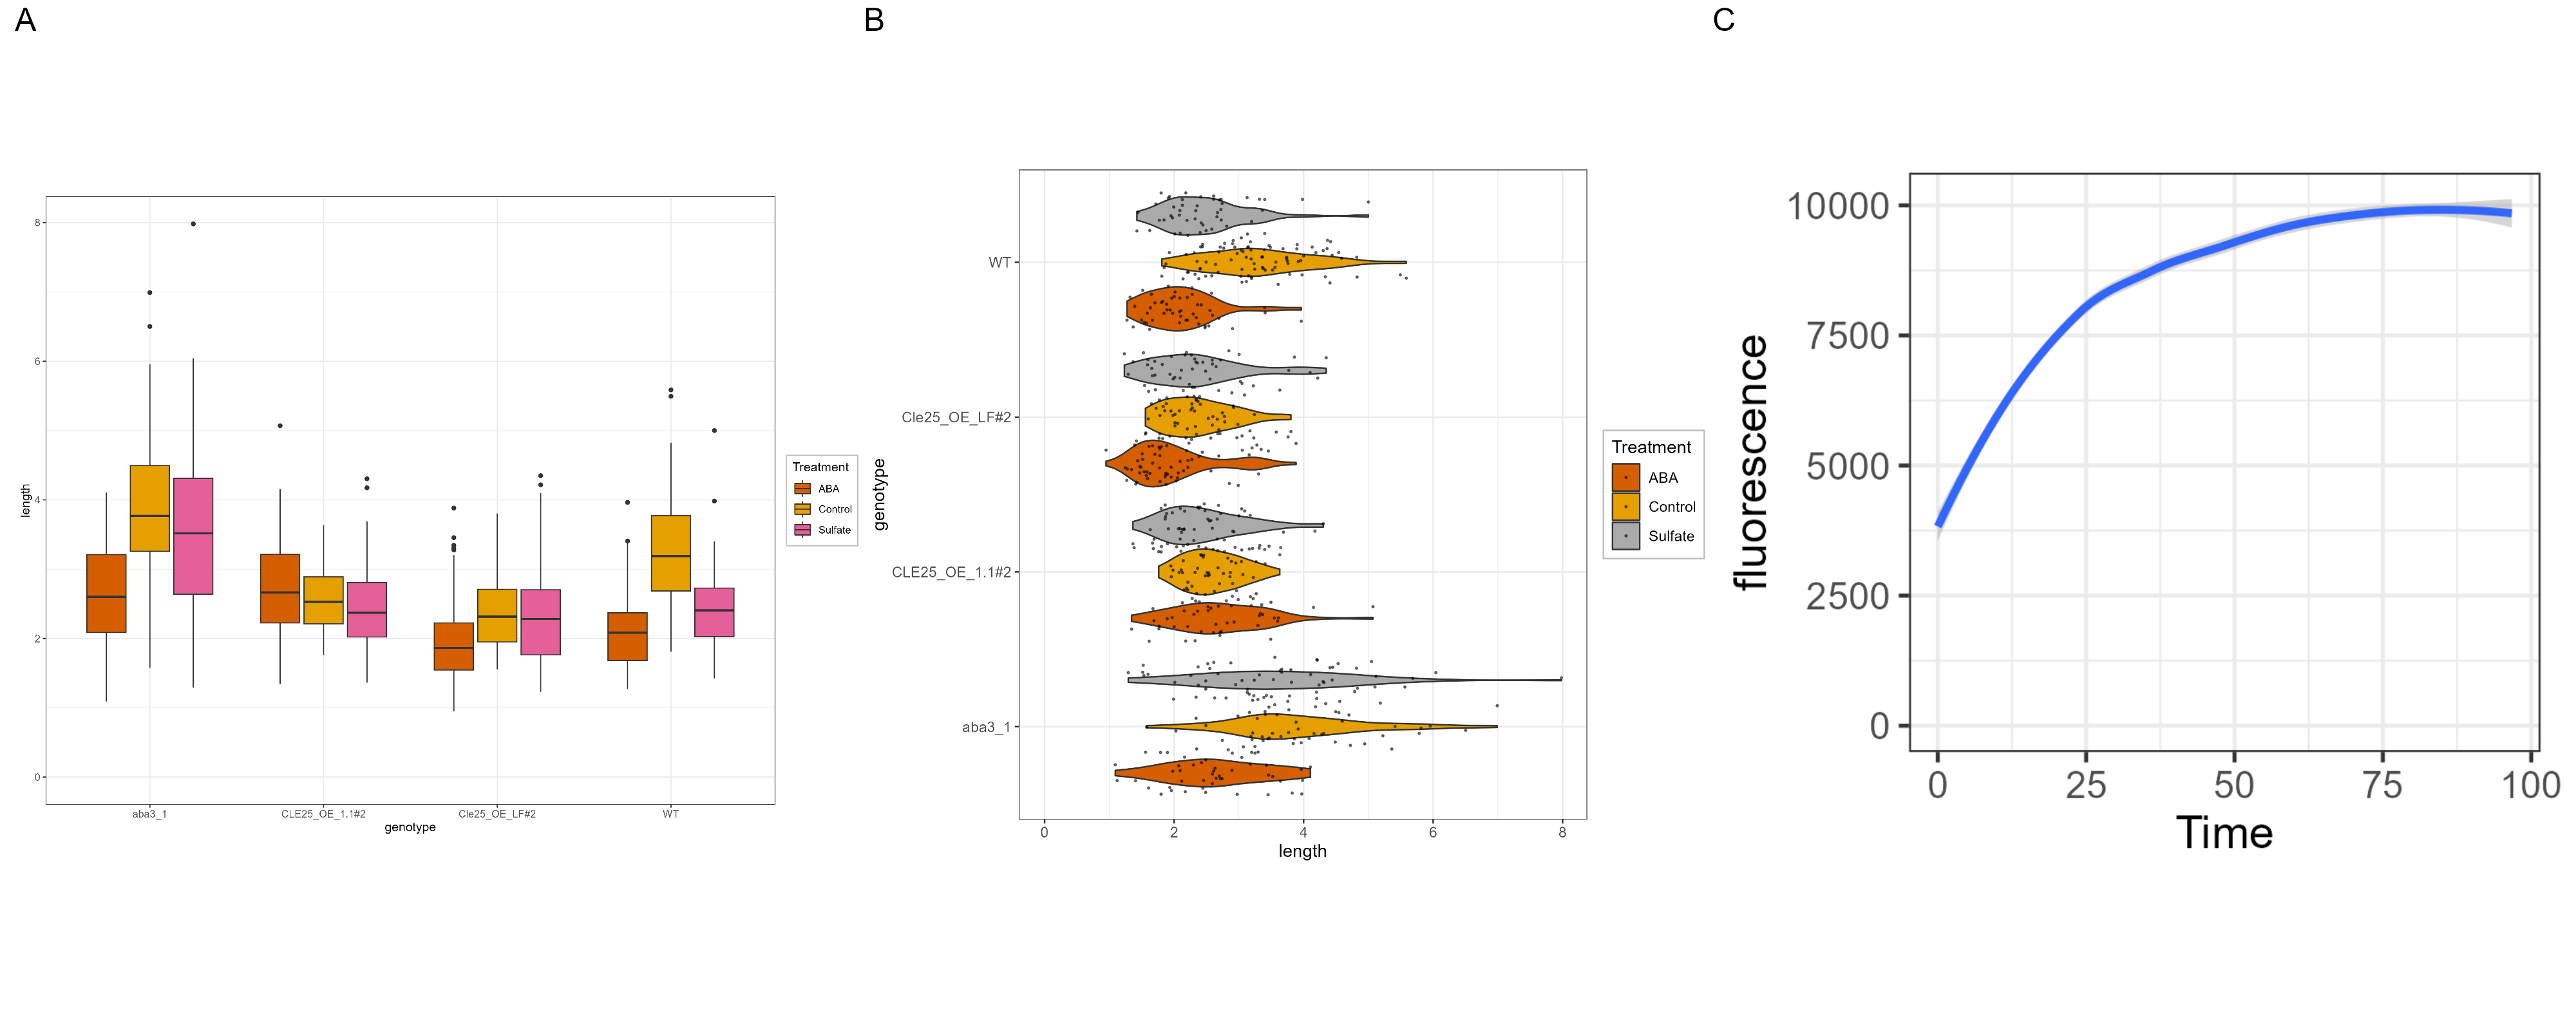 A
length
8
6
4
2
0
aba3_1
CLE25_OE_1.1#2
Cle25_OE_LF#2
WT
genotype
Treatment
ABA
Control
Sulfate
B
genotype
WT
Cle25_OE_LF#2
CLE25_OE_1.1#2
aba3_1
0
2
4
6
8
length
Treatment
ABA
Control
Sulfate
C
fluorescence
10000
7500
5000
2500
0
0
25
50
75
100
Time